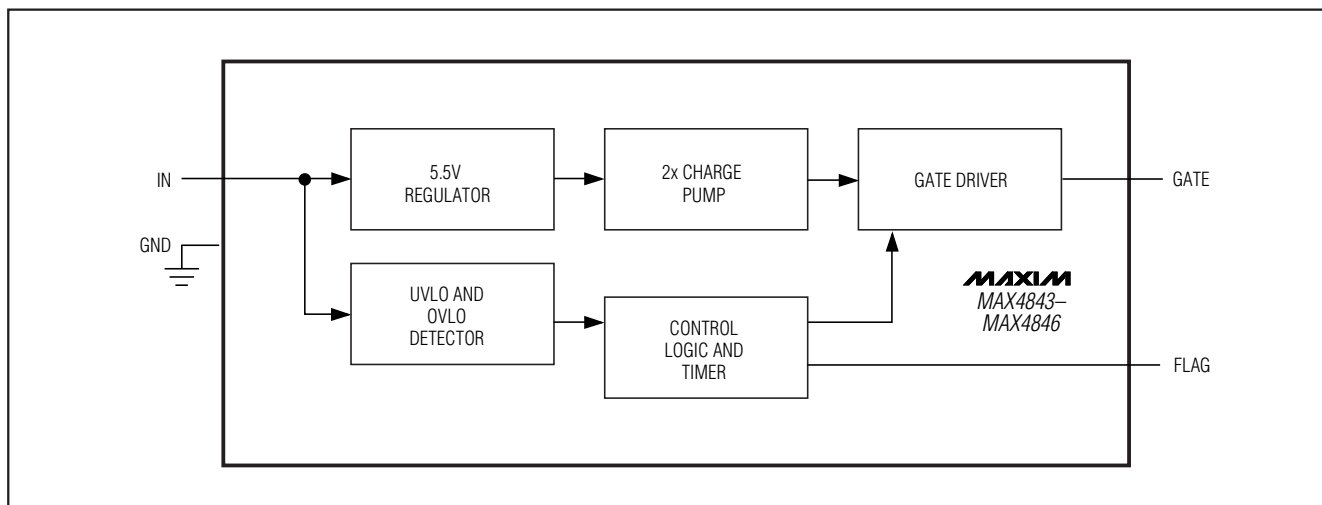 IN
GND
5.5V
REGULATOR
2x CHARGE
PUMP
GATE DRIVER
GATE
UVLO AND
OVLO
DETECTOR
CONTROL
LOGIC AND
TIMER
MAXIM
MAX4843–
MAX4846
FLAG